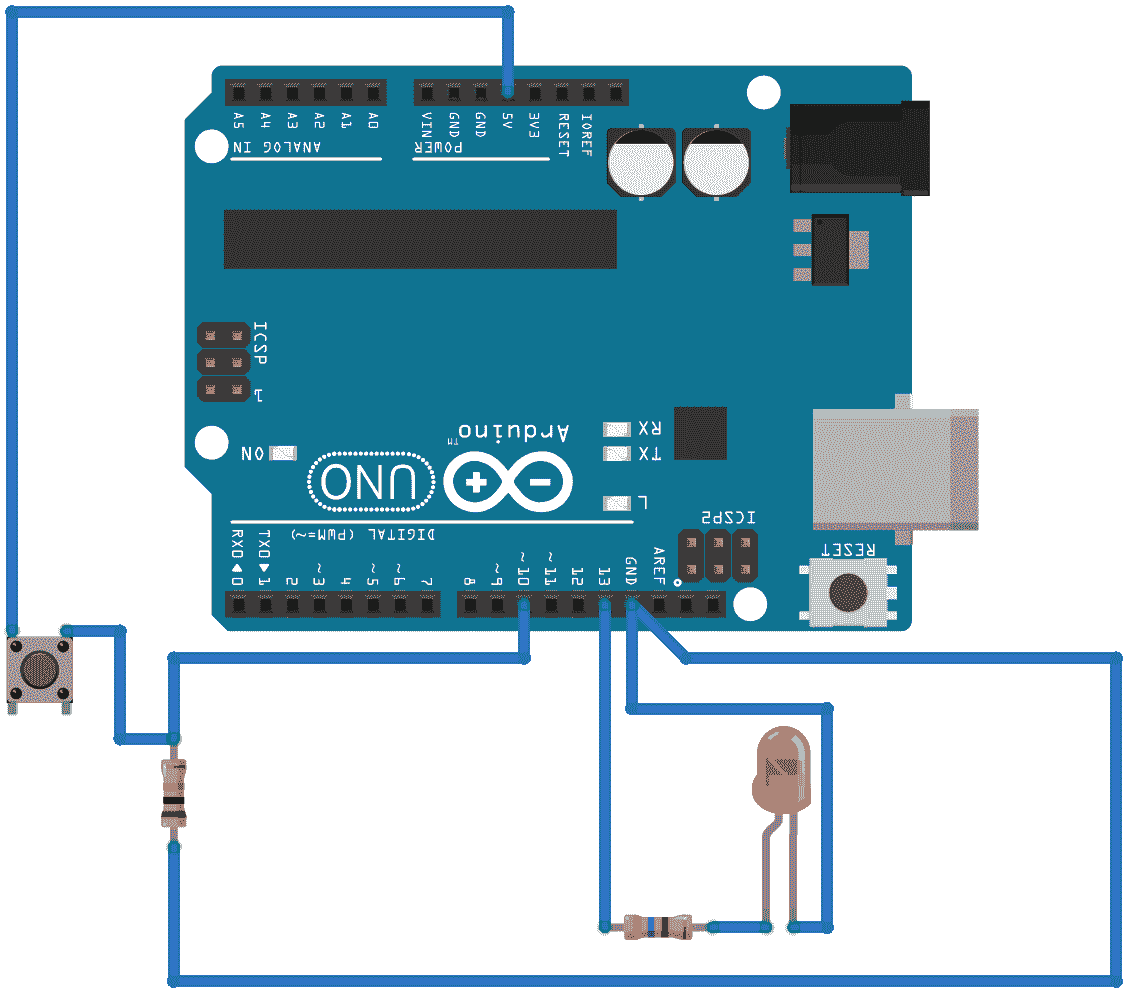 A5 A4 A3 A2 A1 A0
VIN GND GND 5V 3V3 RESET IOREF
ANALOG IN
POWER
ICSP
1
Arduino™
RX
TX
ON
UNO
L
DIGITAL (PWM=~)
ICSP2
RESET
RX0◀0 TX0▶1 2 ~3 4 ~5 ~6 7 8 ~9 ~10 ~11 12 13 GND AREF